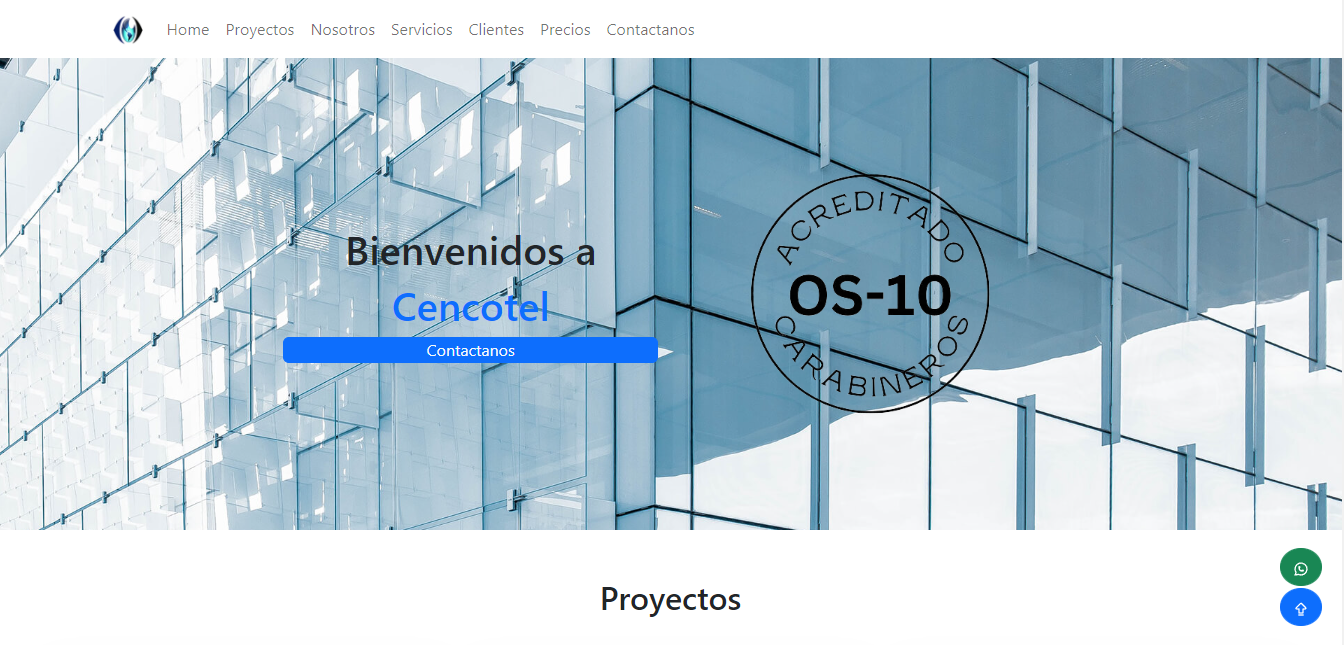 Home Proyectos Nosotros Servicios Clientes Precios Contactanos
Bienvenidos a
Cencotel
Contactanos
ACREDITADO
OS-10
CARABINEROS
Proyectos